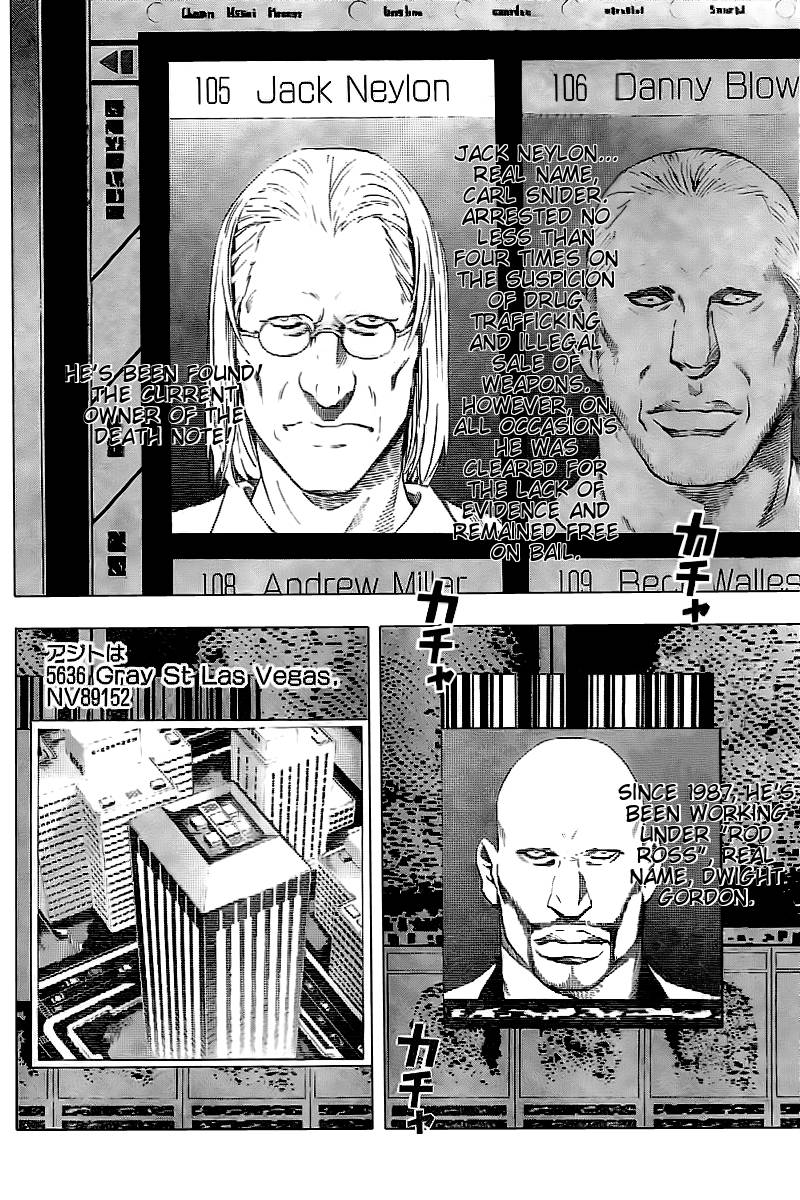 105 Jack Neylon
106 Danny Blow
JACK NEYLON...
REAL NAME,
CARL SNIDER.
ARRESTED NO
LESS THAN
FOUR TIMES ON
THE SUSPICION
OF DRUG
TRAFFICKING
AND ILLEGAL
SALE OF
WEAPONS.
HOWEVER, ON
ALL OCCASIONS
HE WAS
CLEARED FOR
THE LACK OF
EVIDENCE AND
REMAINED FREE
ON BAIL.
HE'S BEEN FOUND!
THE CURRENT
OWNER OF THE
DEATH NOTE!
108 Andrew Millar
109 Walles
カチャ
カチャ
SINCE 1987, HE'S
BEEN WORKING
UNDER "ROD
ROSS", REAL
NAME, DWIGHT
GORDON.
カチャ
アジトは
5636 Gray St Las Vegas,
NV89152